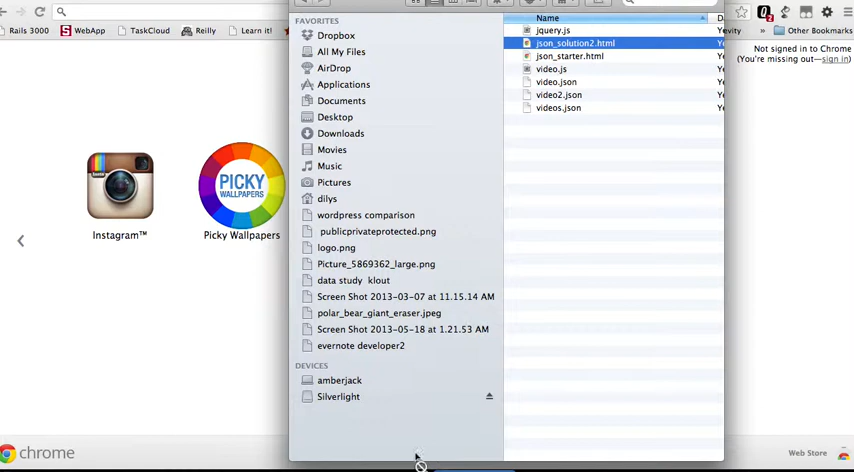 Rails 3000
WebApp
TaskCloud
Reilly
Learn it!
Yevity
»
Other Bookmarks
Not signed in to Chrome
(You're missing out—sign in)
Instagram™
PICKY
WALLPAPERS
Picky Wallpapers
FAVORITES
Dropbox
All My Files
AirDrop
Applications
Documents
Desktop
Downloads
Movies
Music
Pictures
dilys
wordpress comparison
publicprivateprotected.png
logo.png
Picture_5869362_large.png
data study klout
Screen Shot 2013-03-07 at 11.15.14 AM
polar_bear_giant_eraser.jpeg
Screen Shot 2013-05-18 at 1.21.53 AM
evernote developer2
DEVICES
amberjack
Silverlight
Name
jquery.js
json_solution2.html
json_starter.html
video.js
video.json
video2.json
videos.json
chrome
Web Store